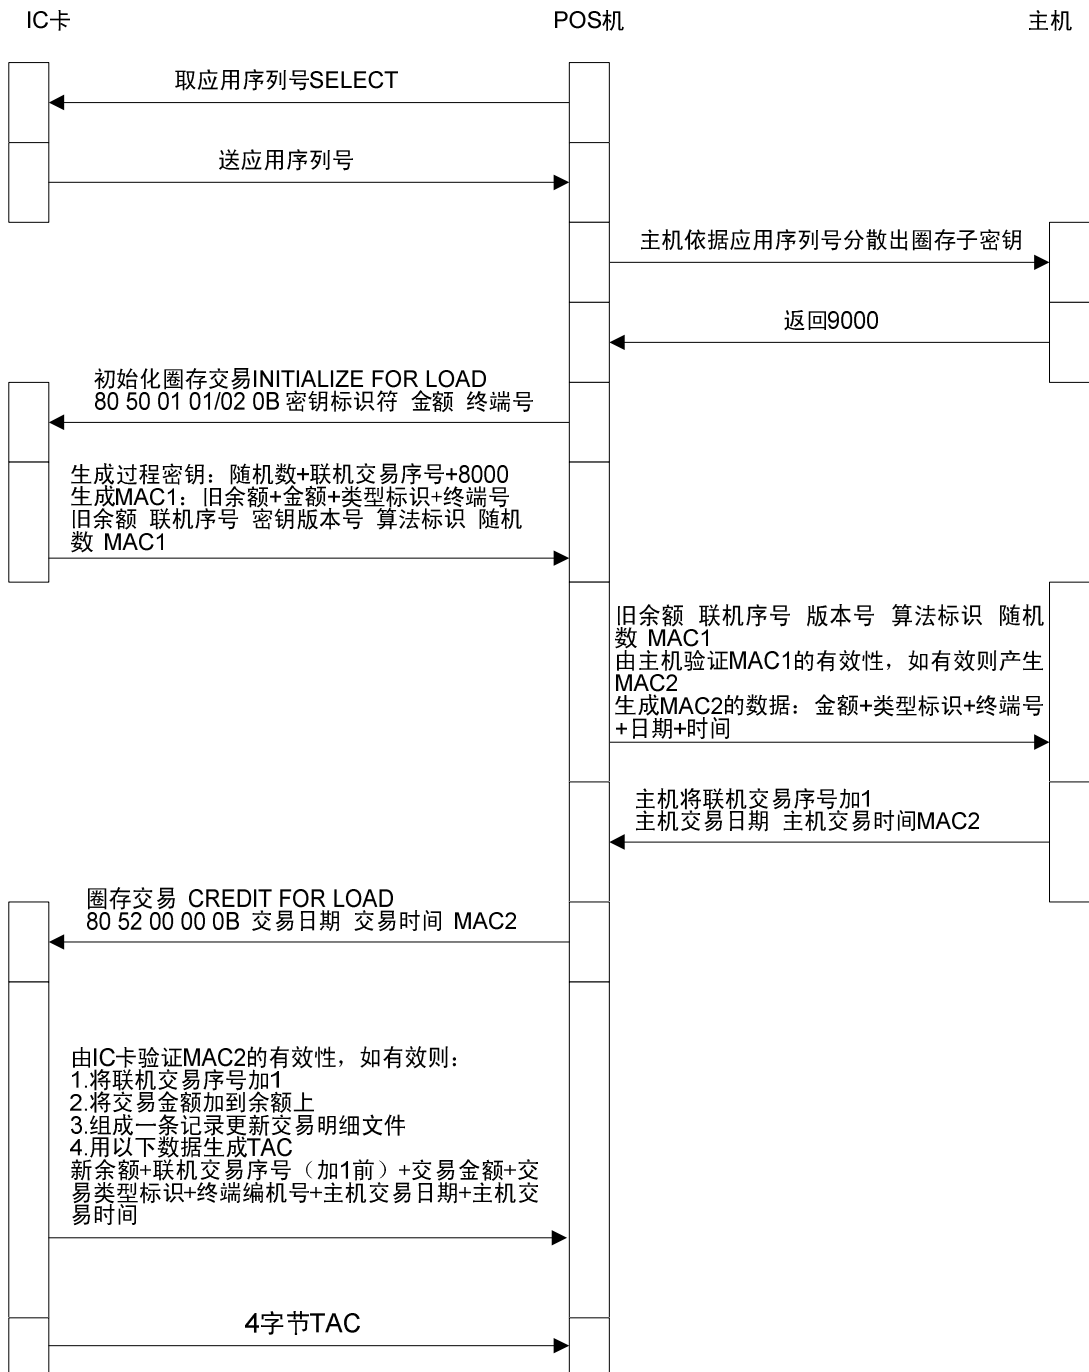 IC卡
POS机
主机
取应用序列号SELECT
送应用序列号
主机依据应用序列号分散出圈存子密钥
返回9000
初始化圈存交易INITIALIZE FOR LOAD
80 50 01 01/02 0B 密钥标识符 金额 终端号
生成过程密钥：随机数+联机交易序号+8000
生成MAC1：旧余额+金额+类型标识+终端号
旧余额 联机序号 密钥版本号 算法标识 随机
数 MAC1
旧余额 联机序号 版本号 算法标识 随机
数 MAC1
由主机验证MAC1的有效性，如有效则产生
MAC2
生成MAC2的数据：金额+类型标识+终端号
+日期+时间
主机将联机交易序号加1
主机交易日期 主机交易时间MAC2
圈存交易 CREDIT FOR LOAD
80 52 00 00 0B 交易日期 交易时间 MAC2
由IC卡验证MAC2的有效性，如有效则：
1.将联机交易序号加1
2.将交易金额加到余额上
3.组成一条记录更新交易明细文件
4.用以下数据生成TAC
新余额+联机交易序号（加1前）+交易金额+交
易类型标识+终端编机号+主机交易日期+主机交
易时间
4字节TAC